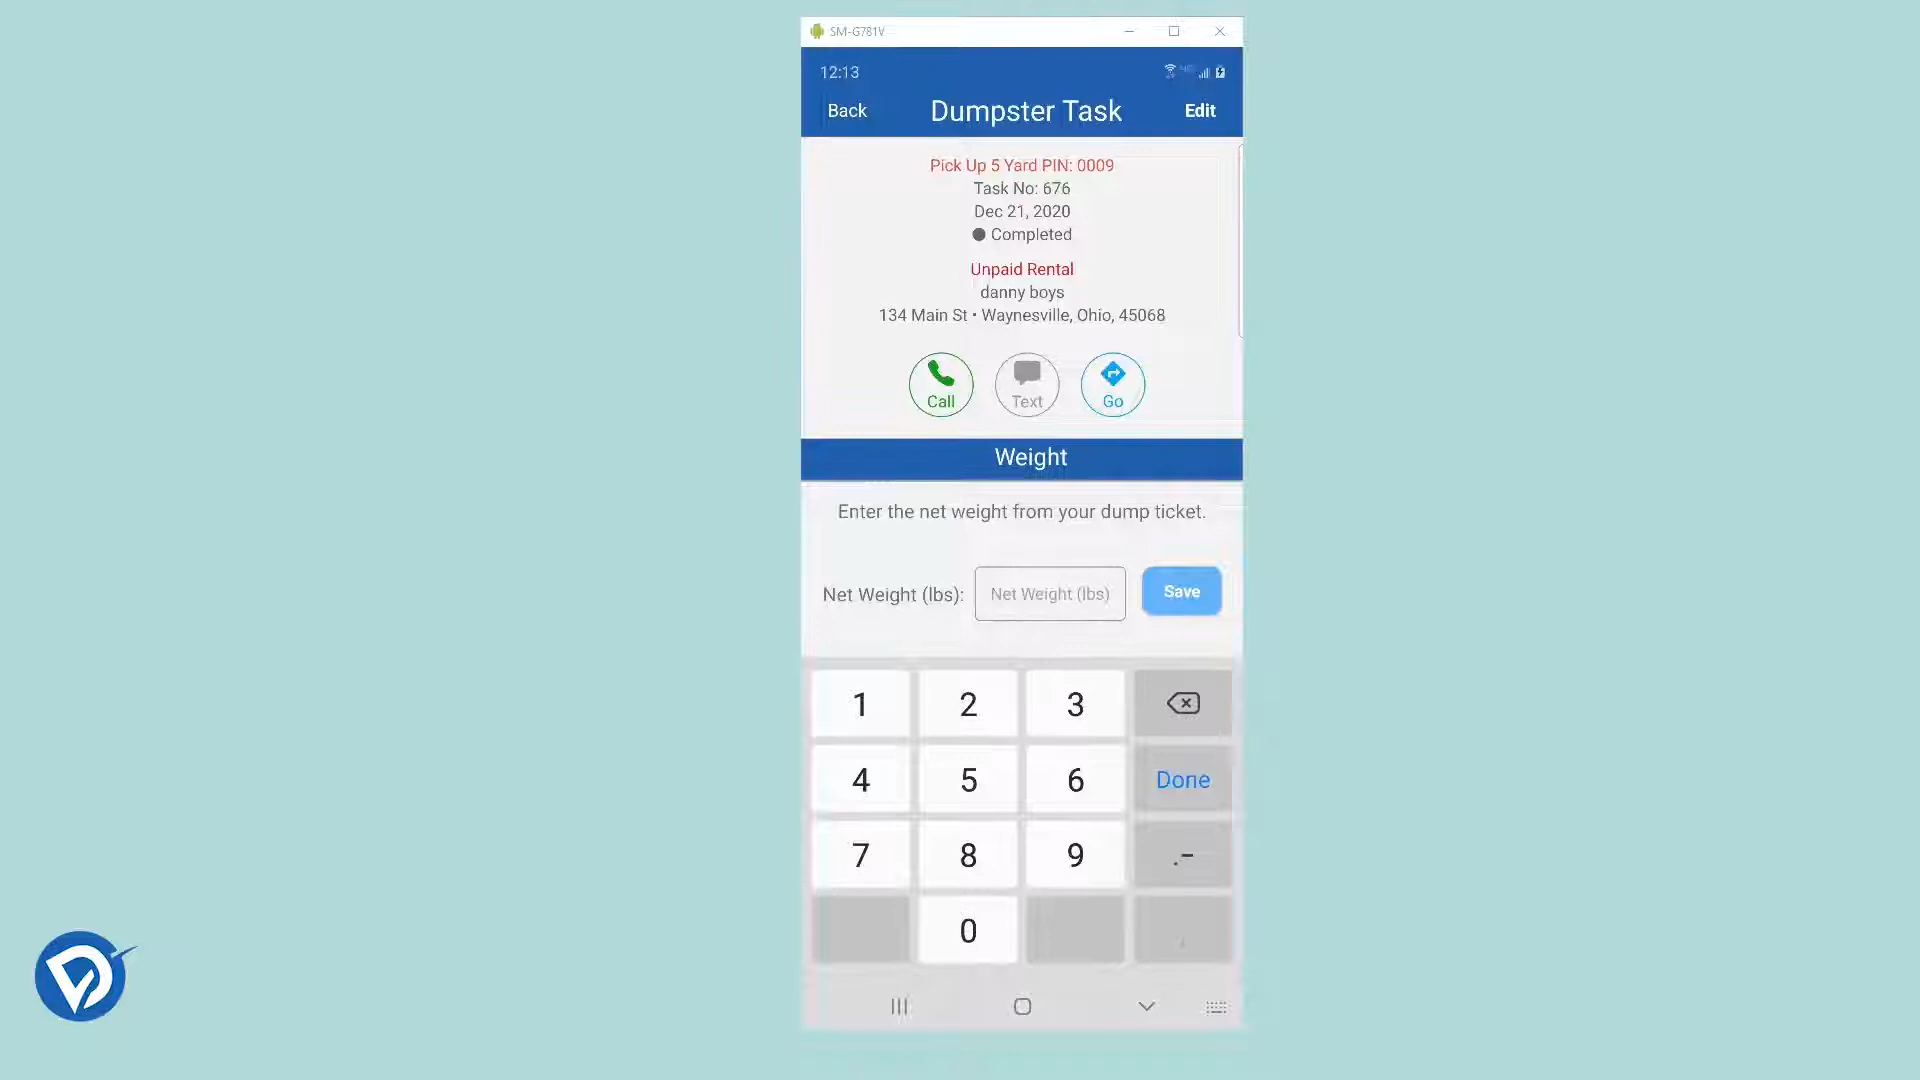 SM-G781V
12:13
Back
Dumpster Task
Edit
Pick Up 5 Yard PIN: 0009
Task No: 676
Dec 21, 2020
Completed
Unpaid Rental
danny boys
134 Main St • Waynesville, Ohio, 45068
Call
Text
Go
Weight
Enter the net weight from your dump ticket.
Net Weight (lbs):
Net Weight (lbs)
Save
1 2 3
4 5 6 Done
7 8 9 .-
0 ,